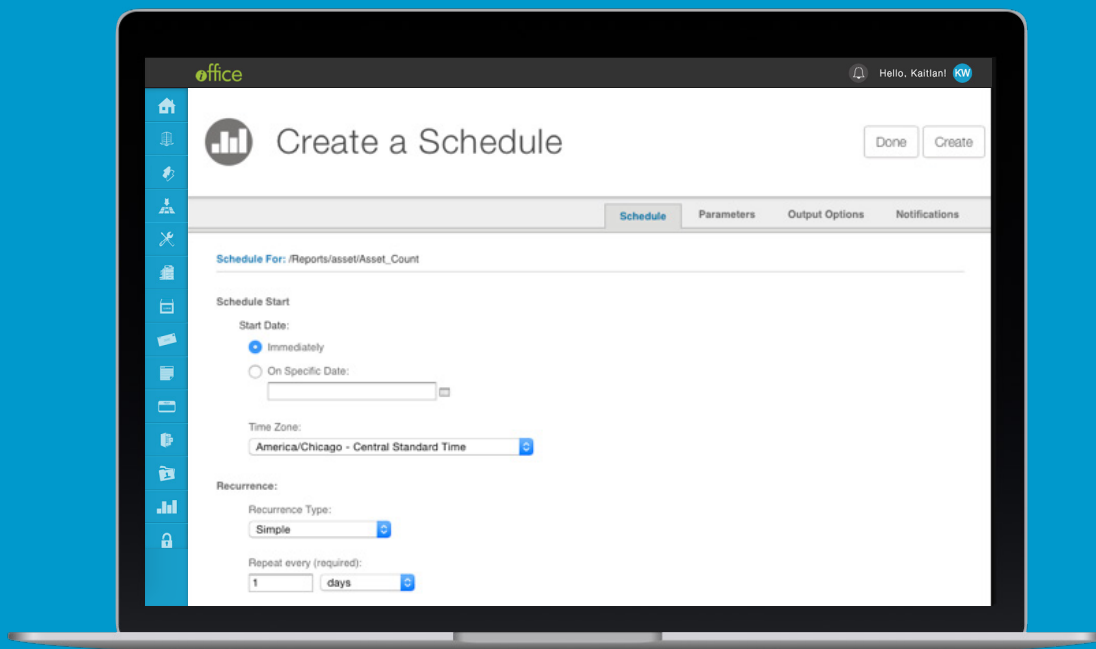 office
Hello, Kaitlan! KW
Create a Schedule
Done Create
Schedule Parameters Output Options Notifications
Schedule For: /Reports/asset/Asset_Count
Schedule Start
Start Date:
Immediately
On Specific Date:
Time Zone:
America/Chicago - Central Standard Time
Recurrence:
Recurrence Type:
Simple
Repeat every (required):
1 days